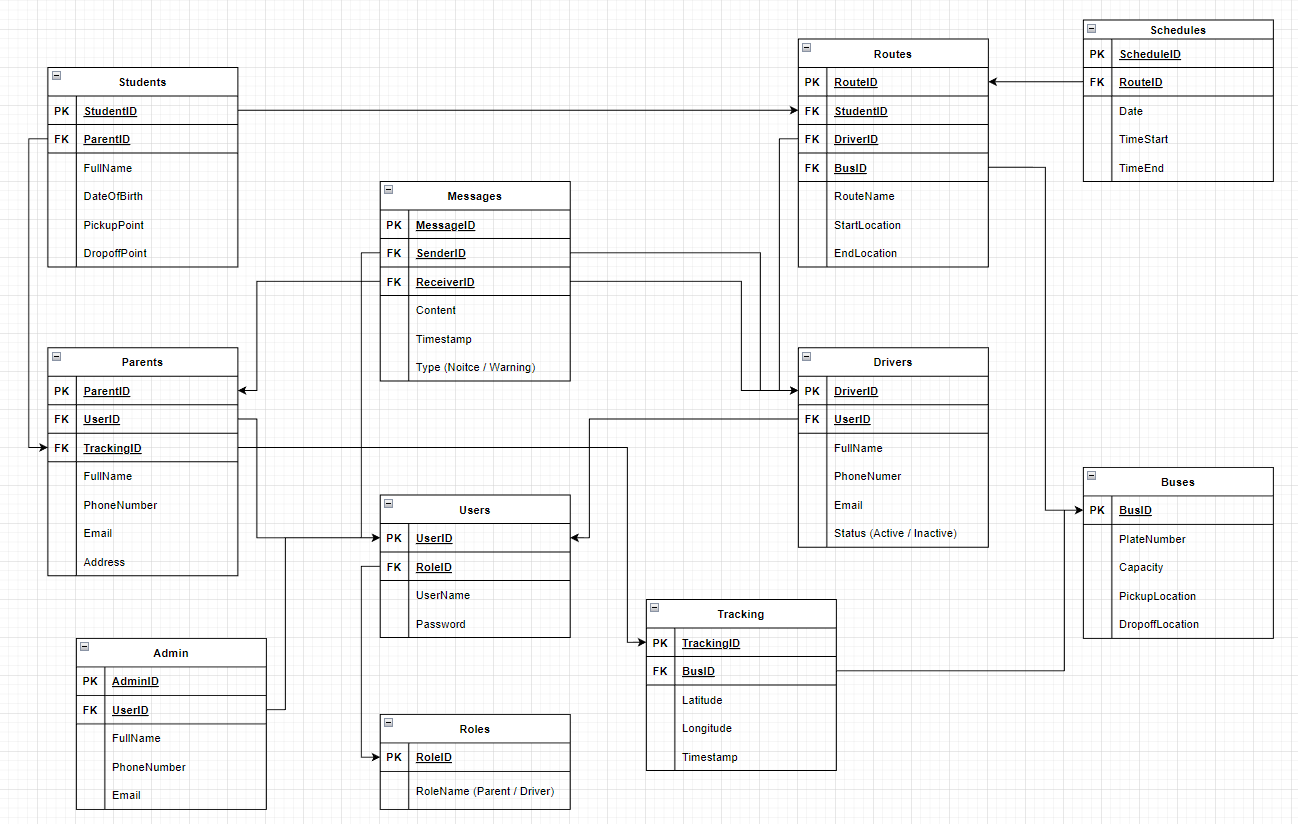 Schedules
PK ScheduleID
FK RouteID
Date
TimeStart
TimeEnd
Routes
PK RouteID
FK StudentID
FK DriverID
FK BusID
RouteName
StartLocation
EndLocation
Students
PK StudentID
FK ParentID
FullName
DateOfBirth
PickupPoint
DropoffPoint
Messages
PK MessageID
FK SenderID
FK ReceiverID
Content
Timestamp
Type (Noitce / Warning)
Parents
PK ParentID
FK UserID
FK TrackingID
FullName
PhoneNumber
Email
Address
Drivers
PK DriverID
FK UserID
FullName
PhoneNumer
Email
Status (Active / Inactive)
Buses
PK BusID
PlateNumber
Capacity
PickupLocation
DropoffLocation
Users
PK UserID
FK RoleID
UserName
Password
Tracking
PK TrackingID
FK BusID
Latitude
Longitude
Timestamp
Admin
PK AdminID
FK UserID
FullName
PhoneNumber
Email
Roles
PK RoleID
RoleName (Parent / Driver)